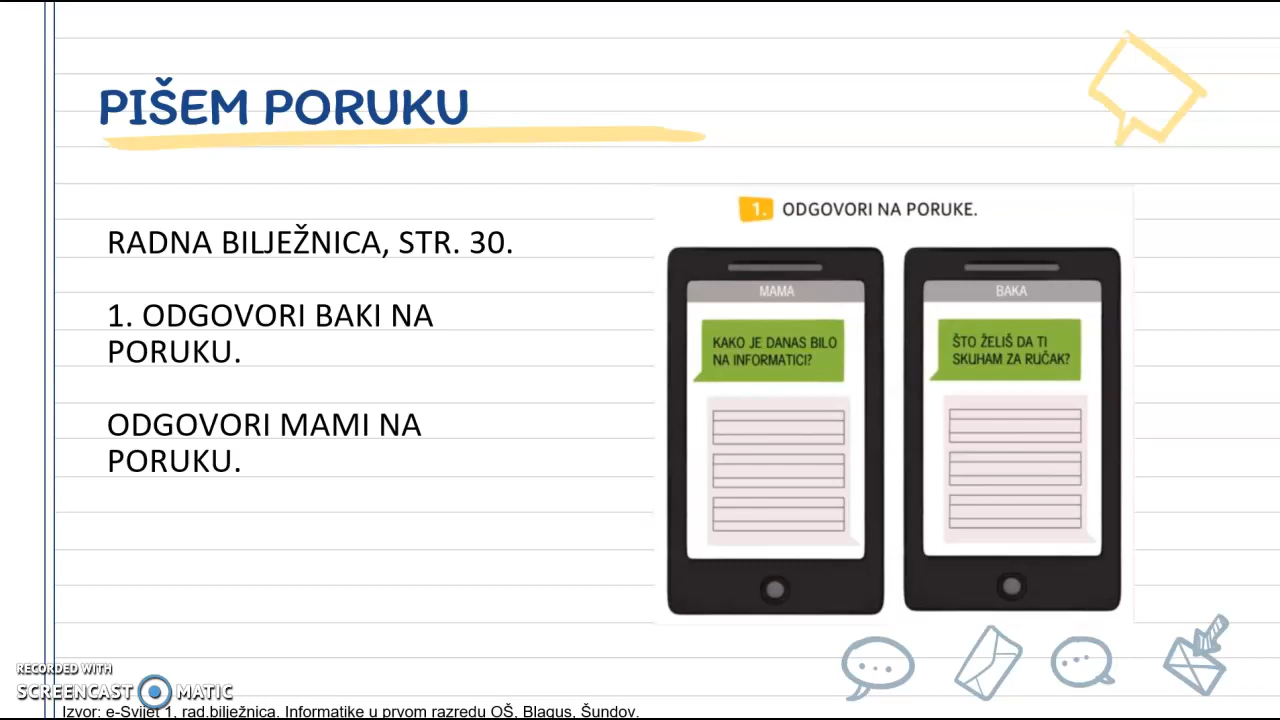 PIŠEM PORUKU
RADNA BILJEŽNICA, STR. 30.
1. ODGOVORI BAKI NA
PORUKU.
ODGOVORI MAMI NA
PORUKU.
1. ODGOVORI NA PORUKE.
MAMA
KAKO JE DANAS BILO
NA INFORMATICI?
BAKA
ŠTO ŽELIŠ DA TI
SKUHAM ZA RUČAK?
RECORDED WITH
SCREENCAST MATIC
Izvor: e-Svijet 1, rad.bilježnica. Informatike u prvom razredu OŠ, Blagus, Šundov.